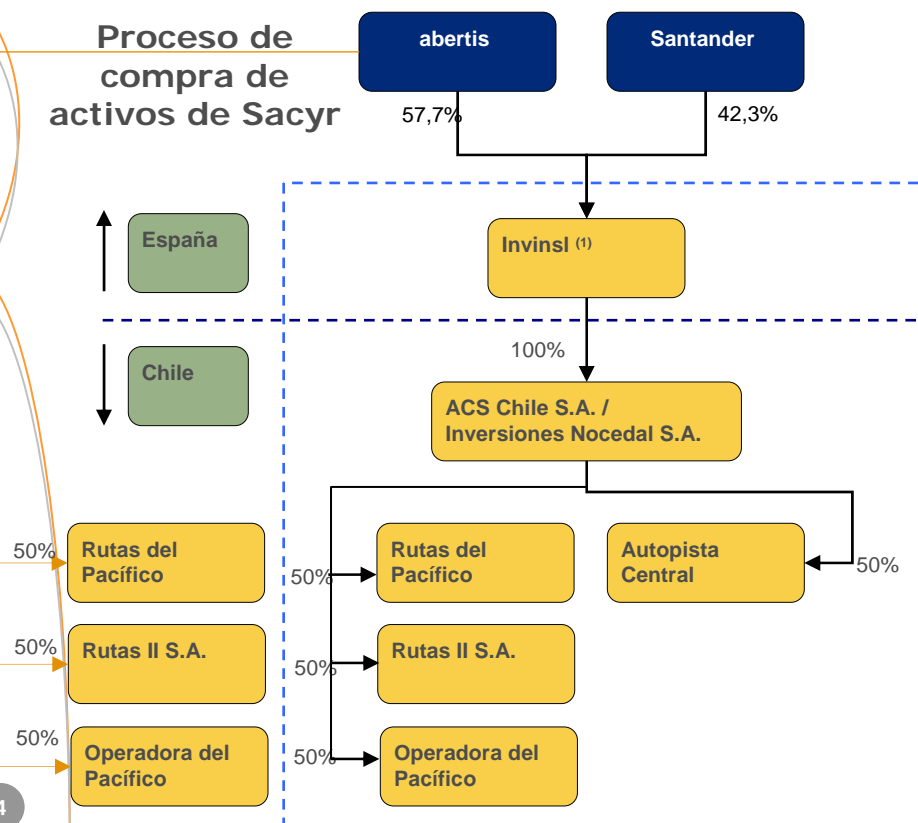 Proceso de
compra de
activos de Sacyr
abertis
Santander
57,7%
42,3%
España
Invinsl (1)
Chile
100%
ACS Chile S.A. /
Inversiones Nocedal S.A.
50%
Rutas del
Pacífico
50%
Rutas del
Pacífico
Autopista
Central
50%
50%
Rutas II S.A.
50%
Rutas II S.A.
50%
Operadora del
Pacífico
50%
Operadora del
Pacífico
4